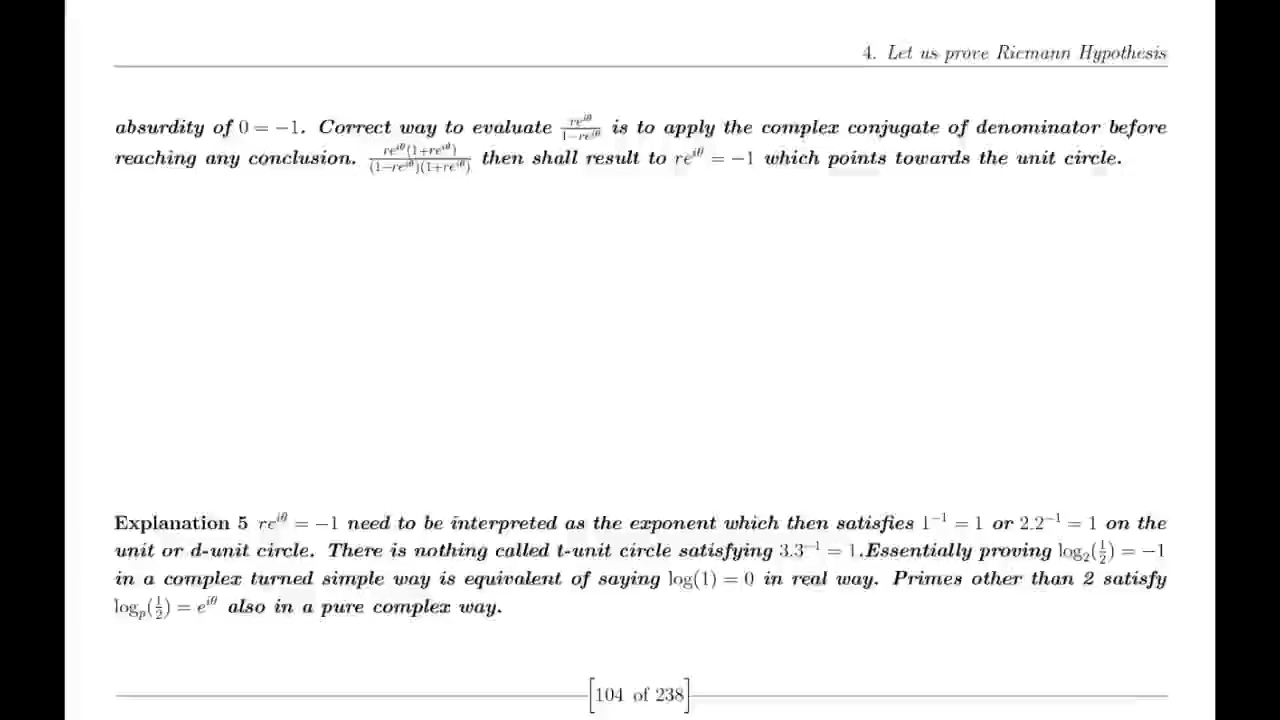 4. Let us prove Riemann Hypothesis
absurdity of 0 = −1. Correct way to evaluate re^{iθ}/(1−re^{iθ}) is to apply the complex conjugate of denominator before
reaching any conclusion. re^{iθ}(1+re^{iθ})/((1−re^{iθ})(1+re^{iθ})) then shall result to re^{iθ} = −1 which points towards the unit circle.
Explanation 5 re^{iθ} = −1 need to be interpreted as the exponent which then satisfies 1^{−1} = 1 or 2.2^{−1} = 1 on the
unit or d-unit circle. There is nothing called t-unit circle satisfying 3.3^{−1} = 1.Essentially proving log_2(1/2) = −1
in a complex turned simple way is equivalent of saying log(1) = 0 in real way. Primes other than 2 satisfy
log_p(1/2) = e^{iθ} also in a pure complex way.
[104 of 238]